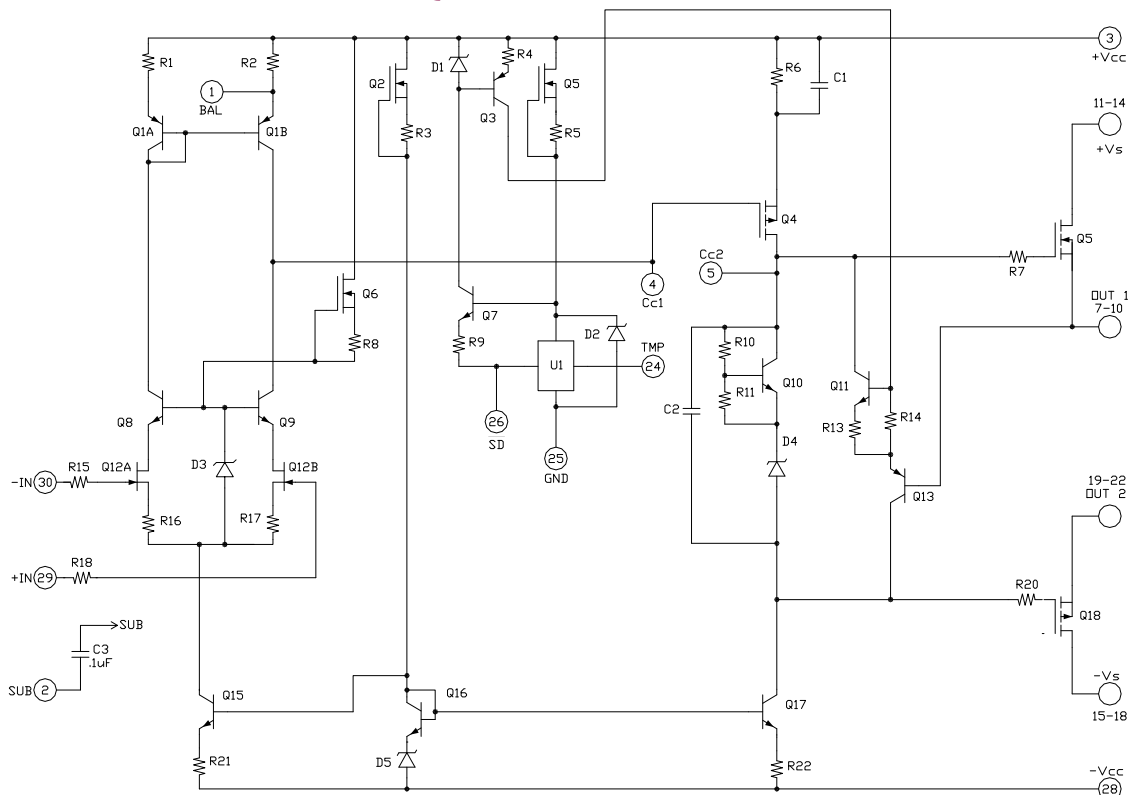 R1
R2
1
BAL
Q1A
Q1B
Q2
R3
D1
R4
Q3
Q5
R5
R6
C1
3
+Vcc
11-14
+Vs
Q4
Q5
R7
Cc2
5
4
Cc1
OUT 1
7-10
Q6
R8
Q7
R9
D2
U1
TMP
24
26
SD
25
GND
R10
Q10
R11
C2
D4
Q11
R13
R14
Q13
Q8
Q9
D3
-IN 30
R15
Q12A
Q12B
R16
R17
+IN 29
R18
19-22
OUT 2
R20
Q18
SUB
C3
.1uF
SUB 2
Q15
Q16
Q17
-Vs
15-18
R21
D5
R22
-Vcc
28